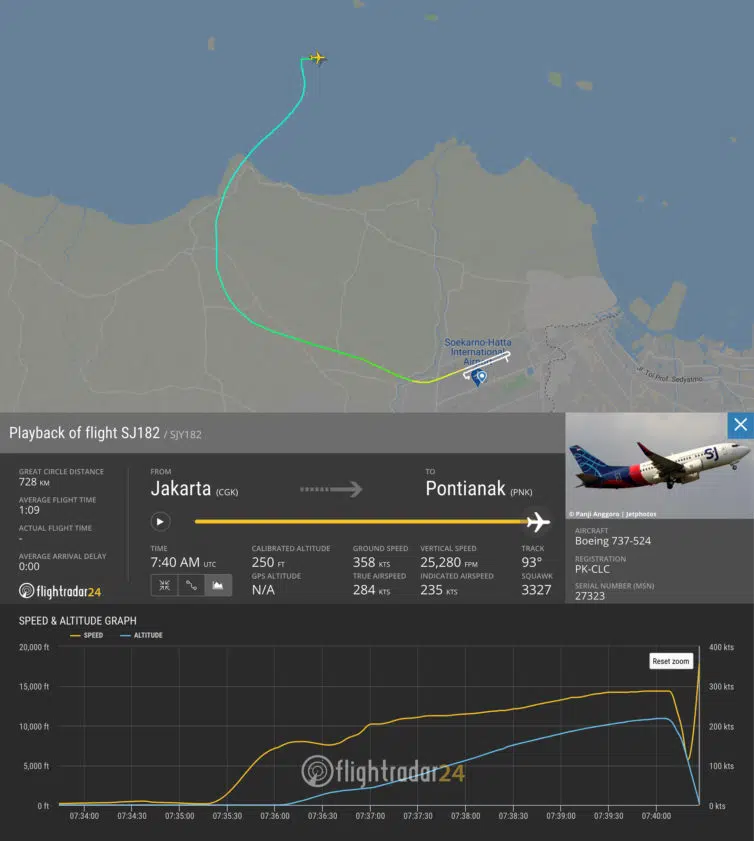 Soekarno-Hatta
International
Airport
Jl. Tol Prof. Sedyatmo
Playback of flight SJ182 / SJY182
GREAT CIRCLE DISTANCE
728 KM
AVERAGE FLIGHT TIME
1:09
ACTUAL FLIGHT TIME
-
AVERAGE ARRIVAL DELAY
0:00
flightradar24
FROM
Jakarta (CGK)
TO
Pontianak (PNK)
TIME
7:40 AM UTC
CALIBRATED ALTITUDE
250 FT
GPS ALTITUDE
N/A
GROUND SPEED
358 KTS
TRUE AIRSPEED
284 KTS
VERTICAL SPEED
25,280 FPM
INDICATED AIRSPEED
235 KTS
TRACK
93°
SQUAWK
3327
SJ
© Panji Anggoro | Jetphotos
AIRCRAFT
Boeing 737-524
REGISTRATION
PK-CLC
SERIAL NUMBER (MSN)
27323
SPEED & ALTITUDE GRAPH
SPEED ALTITUDE
Reset zoom
20,000 ft 400 kts
15,000 ft 300 kts
10,000 ft 200 kts
5,000 ft 100 kts
0 ft 0 kts
flightradar24
07:34:00 07:34:30 07:35:00 07:35:30 07:36:00 07:36:30 07:37:00 07:37:30 07:38:00 07:38:30 07:39:00 07:39:30 07:40:00